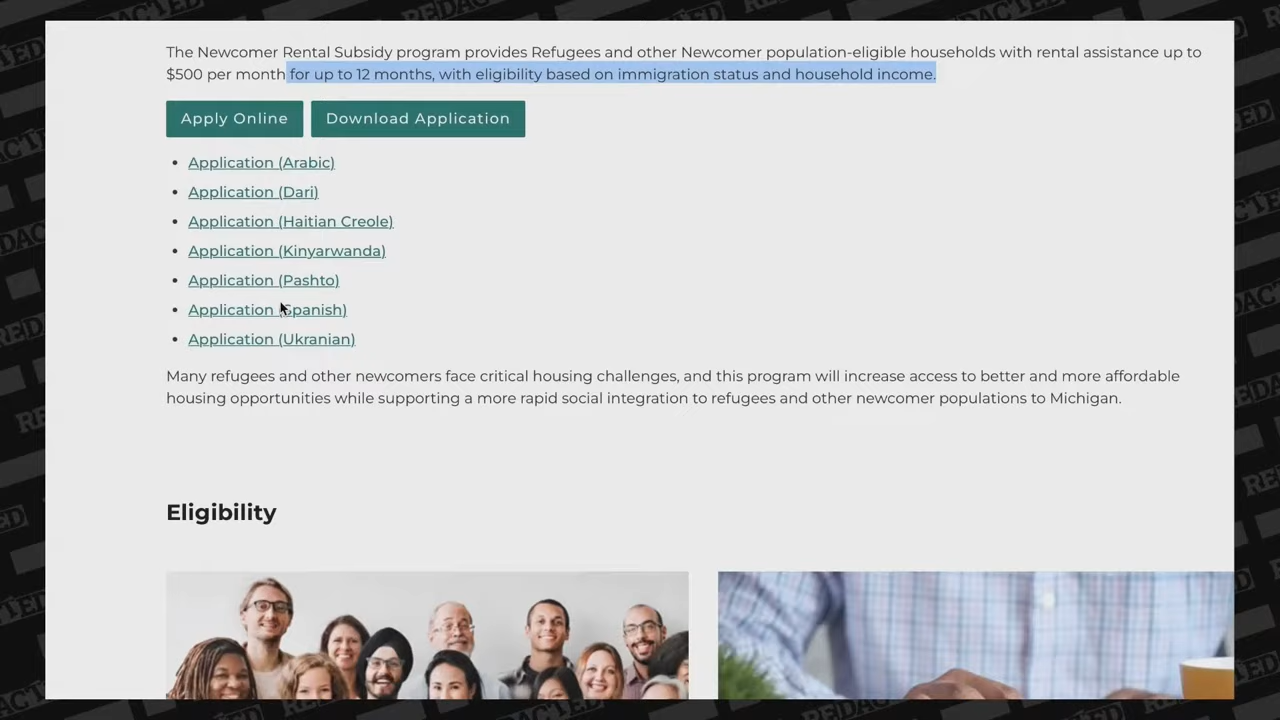 The Newcomer Rental Subsidy program provides Refugees and other Newcomer population-eligible households with rental assistance up to
$500 per month for up to 12 months, with eligibility based on immigration status and household income.
Apply Online
Download Application
Application (Arabic)
Application (Dari)
Application (Haitian Creole)
Application (Kinyarwanda)
Application (Pashto)
Application (Spanish)
Application (Ukranian)
Many refugees and other newcomers face critical housing challenges, and this program will increase access to better and more affordable
housing opportunities while supporting a more rapid social integration to refugees and other newcomer populations to Michigan.
Eligibility
REDACTED